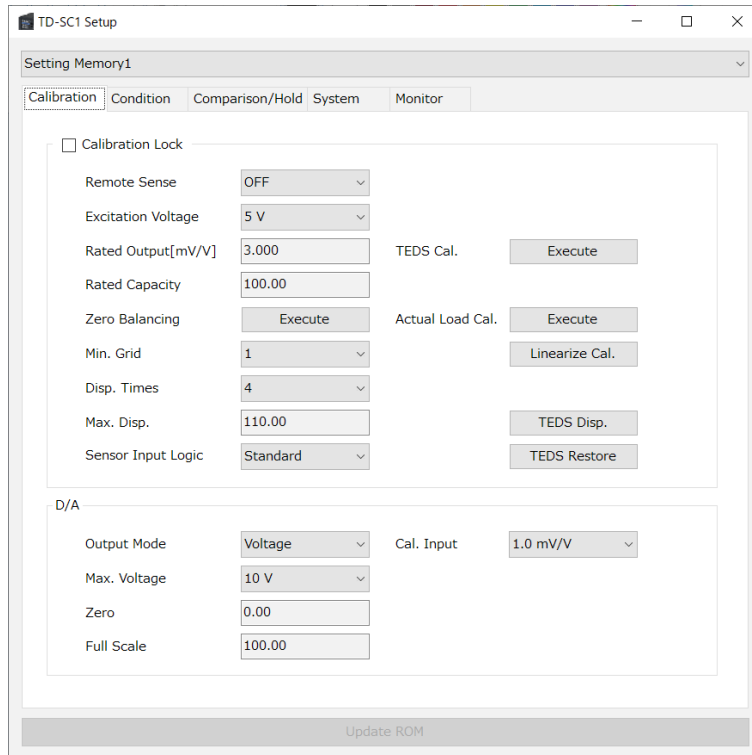 TD-SC1 Setup
Setting Memory1
Calibration Condition Comparison/Hold System Monitor
Calibration Lock
Remote Sense OFF
Excitation Voltage 5 V
Rated Output[mV/V] 3.000 TEDS Cal. Execute
Rated Capacity 100.00
Zero Balancing Execute Actual Load Cal. Execute
Min. Grid 1 Linearize Cal.
Disp. Times 4
Max. Disp. 110.00 TEDS Disp.
Sensor Input Logic Standard TEDS Restore
D/A
Output Mode Voltage Cal. Input 1.0 mV/V
Max. Voltage 10 V
Zero 0.00
Full Scale 100.00
Update ROM